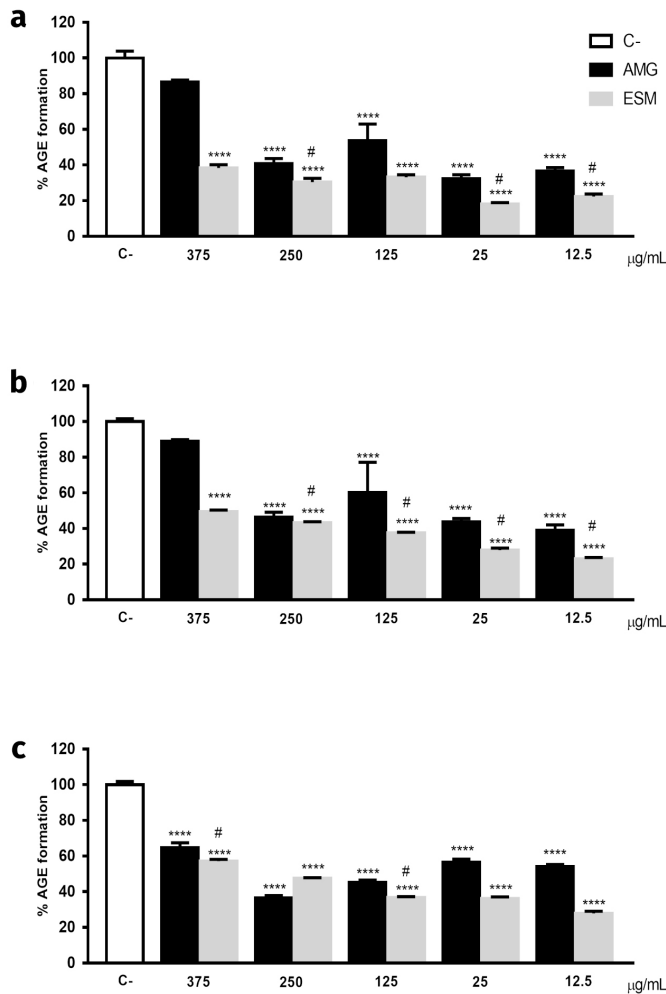 a
120
100
80
60
40
20
0
% AGE formation
C-
AMG
ESM
**** **** # **** **** **** **** # **** **** # ****
C- 375 250 125 25 12.5 μg/mL
b
120
100
80
60
40
20
0
% AGE formation
**** **** # **** **** # **** **** # **** **** # ****
C- 375 250 125 25 12.5 μg/mL
c
120
100
80
60
40
20
0
% AGE formation
**** # **** **** **** **** # **** **** **** **** ****
C- 375 250 125 25 12.5 μg/mL